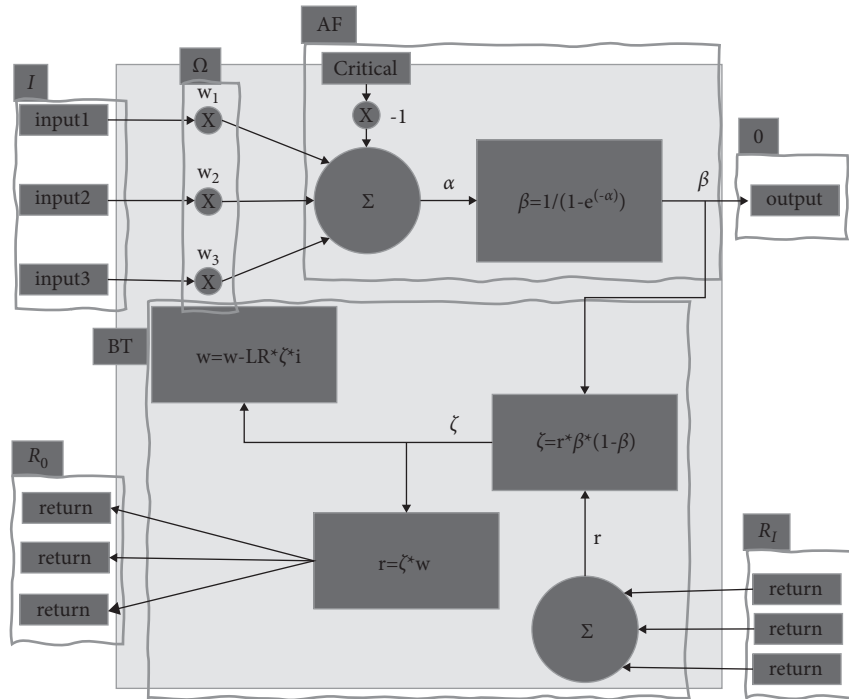 AF
Critical
X
-1
I
input1
input2
input3
Ω
w₁
X
w₂
X
w₃
X
Σ
α
β=1/(1-e^(-α))
β
0
output
BT
w=w-LR*ζ*i
ζ
ζ=r*β*(1-β)
R₀
return
return
return
r=ζ*w
r
Σ
R_I
return
return
return